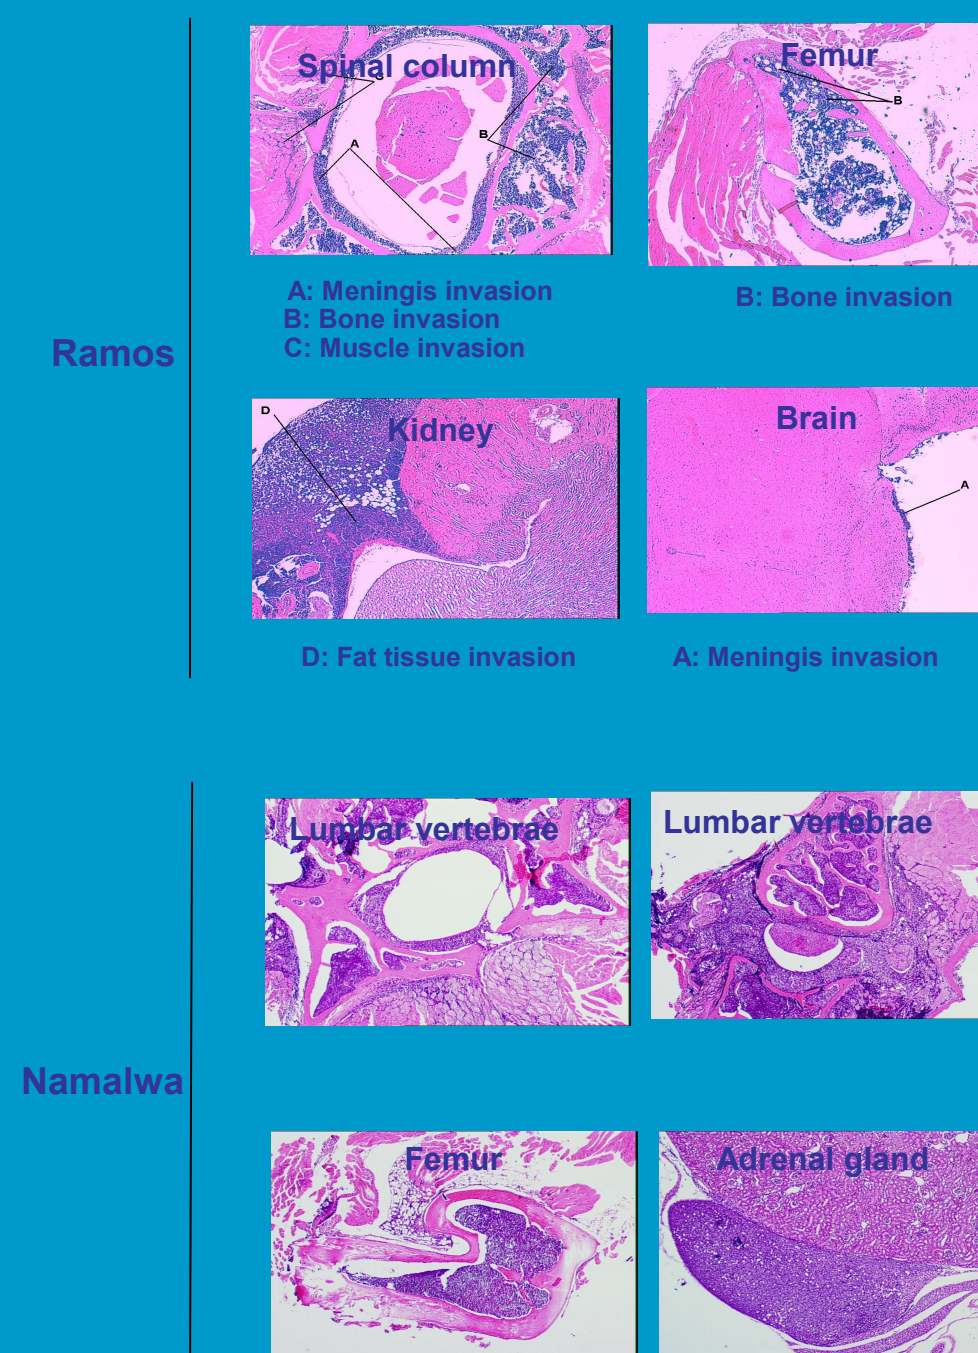 Ramos
Spinal column
C
B
A
A: Meningis invasion
B: Bone invasion
C: Muscle invasion
Femur
B
B: Bone invasion
Kidney
D
D: Fat tissue invasion
Brain
A
A: Meningis invasion
Namalwa
Lumbar vertebrae
Lumbar vertebrae
Femur
Adrenal gland